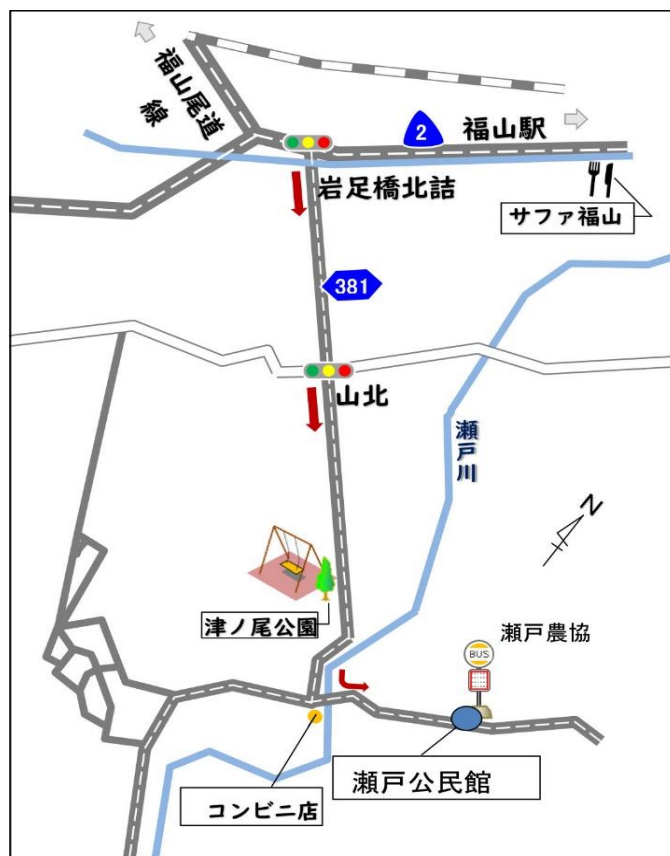 福山尾道
線
2
福山駅
岩足橋北詰
サファ福山
381
山北
瀬戸川
N
津ノ尾公園
瀬戸農協
BUS
瀬戸公民館
コンビニ店